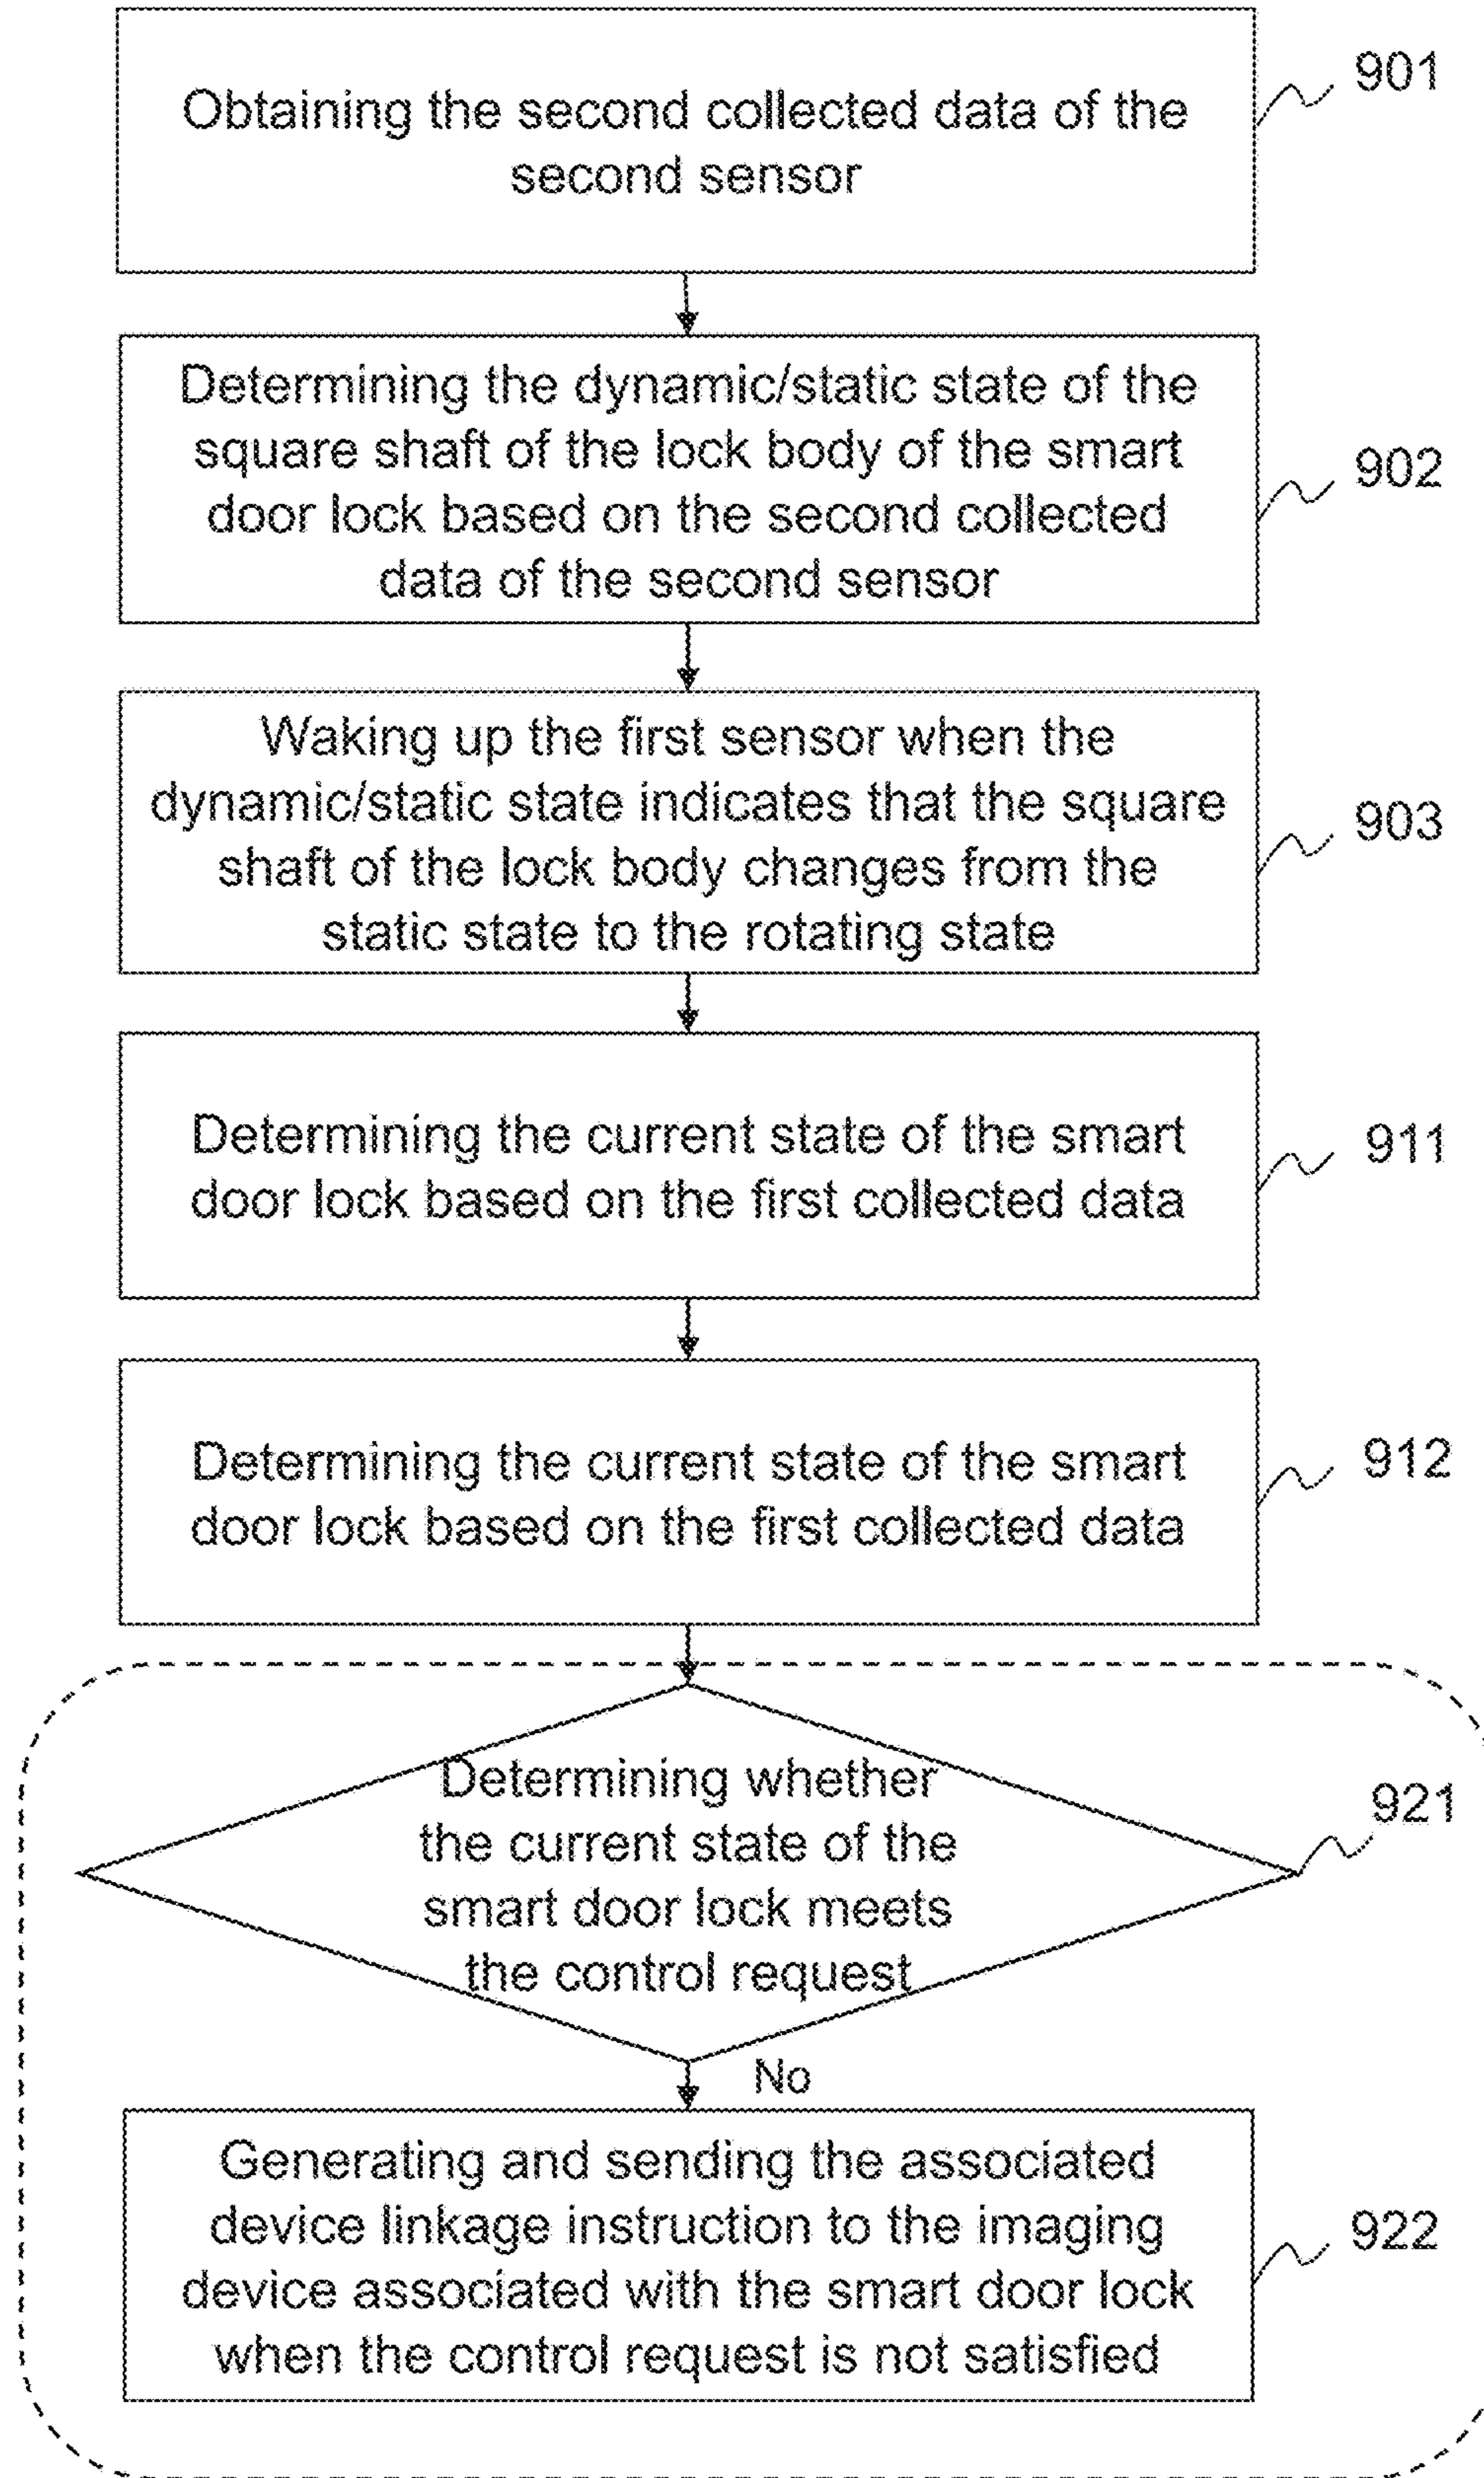 Obtaining the second collected data of the
second sensor
901
Determining the dynamic/static state of the
square shaft of the lock body of the smart
door lock based on the second collected
data of the second sensor
902
Waking up the first sensor when the
dynamic/static state indicates that the square
shaft of the lock body changes from the
static state to the rotating state
903
Determining the current state of the smart
door lock based on the first collected data
911
Determining the current state of the smart
door lock based on the first collected data
912
Determining whether
the current state of the
smart door lock meets
the control request
921
No
Generating and sending the associated
device linkage instruction to the imaging
device associated with the smart door lock
when the control request is not satisfied
922